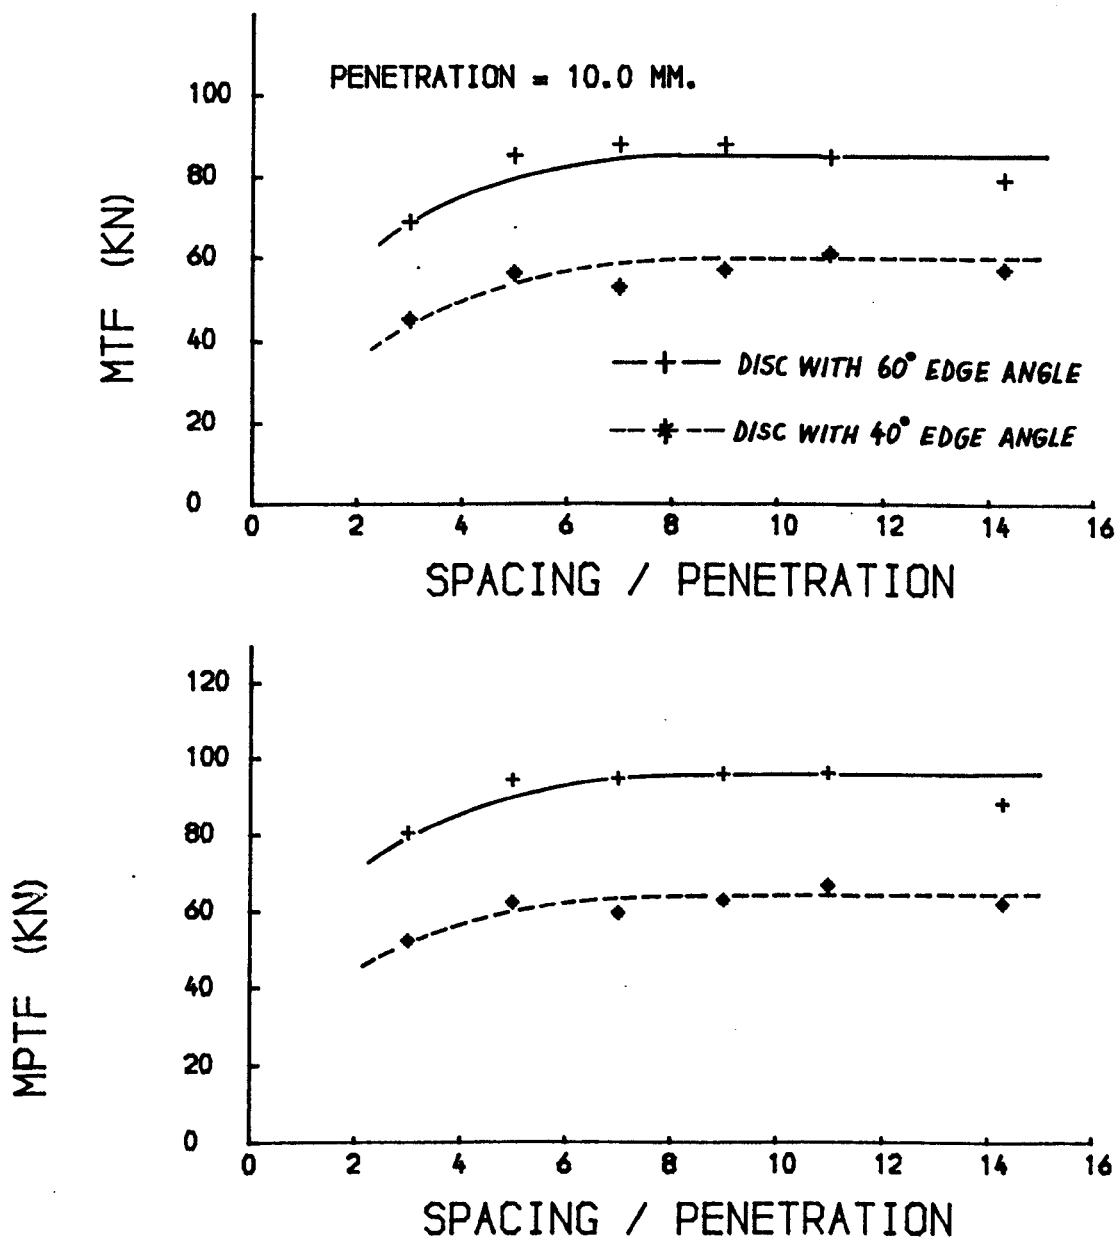 PENETRATION = 10.0 MM.
100
80
60
40
20
0
MTF (KN)
DISC WITH 60° EDGE ANGLE
DISC WITH 40° EDGE ANGLE
0 2 4 6 8 10 12 14 16
SPACING / PENETRATION
120
100
80
60
40
20
0
MPTF (KN)
0 2 4 6 8 10 12 14 16
SPACING / PENETRATION